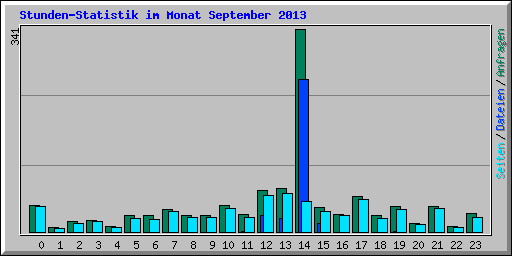 Stunden-Statistik im Monat September 2013
341
Seiten / Dateien / Anfragen
0 1 2 3 4 5 6 7 8 9 10 11 12 13 14 15 16 17 18 19 20 21 22 23